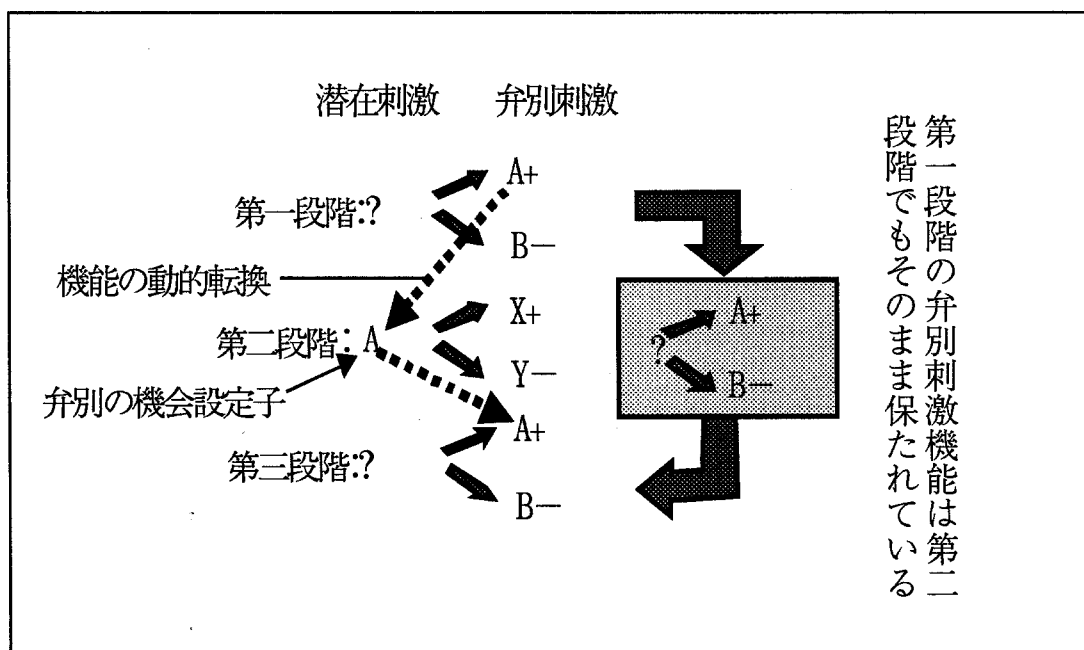 潜在刺激 弁別刺激
A+
第一段階:?
B−
機能の動的転換
X+
第二段階: A
Y−
弁別の機会設定子
A+
第三段階:?
B−
A+
?
B−
第一段階の弁別刺激機能は第二
段階でもそのまま保たれている